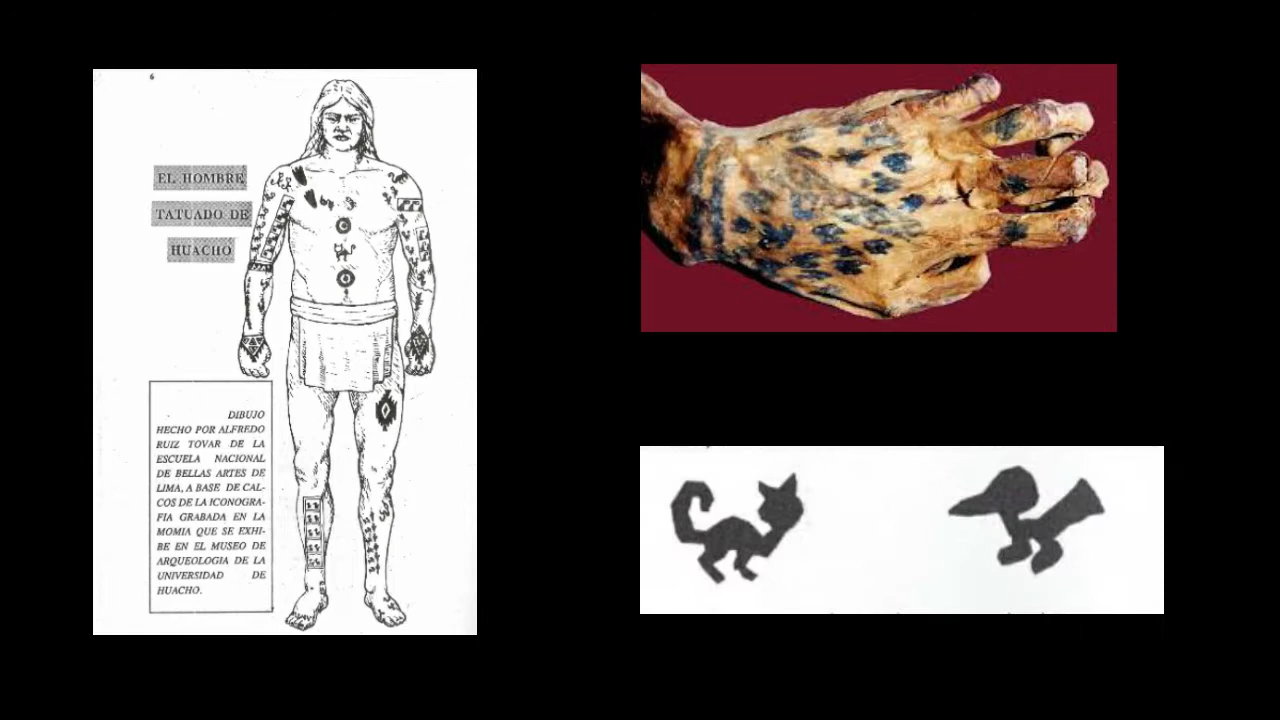 6
EL HOMBRE
TATUADO DE
HUACHO
DIBUJO
HECHO POR ALFREDO
RUIZ TOVAR DE LA
ESCUELA NACIONAL
DE BELLAS ARTES DE
LIMA, A BASE DE CAL-
COS DE LA ICONOGRA-
FIA GRABADA EN LA
MOMIA QUE SE EXHI-
BE EN EL MUSEO DE
ARQUEOLOGIA DE LA
UNIVERSIDAD DE
HUACHO.